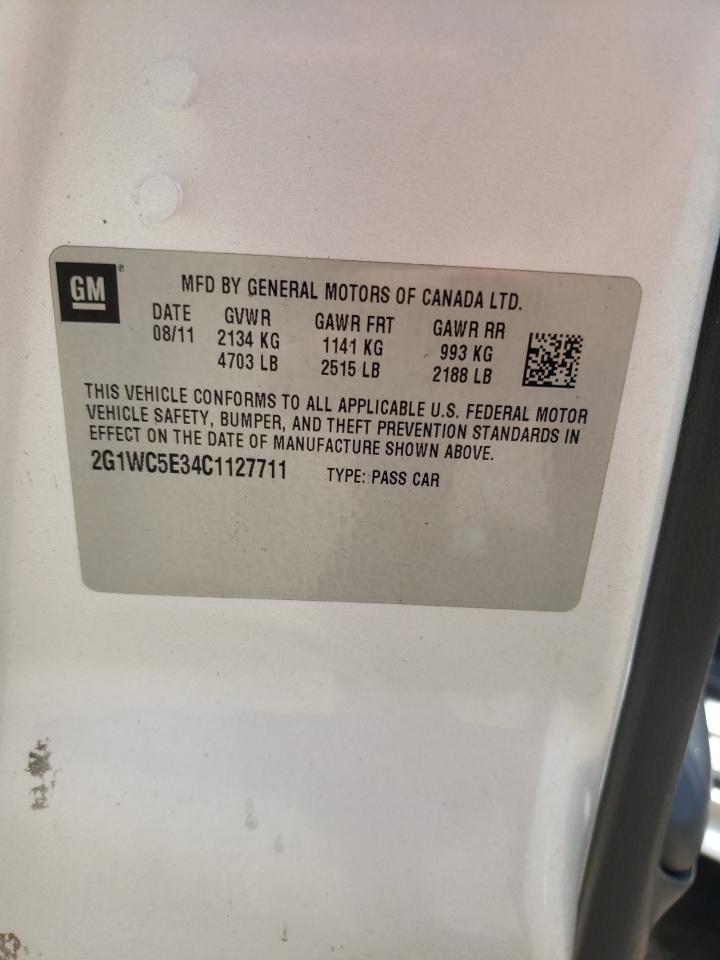 GM®
MFD BY GENERAL MOTORS OF CANADA LTD.
DATE GVWR GAWR FRT GAWR RR
08/11 2134 KG 1141 KG 993 KG
4703 LB 2515 LB 2188 LB
THIS VEHICLE CONFORMS TO ALL APPLICABLE U.S. FEDERAL MOTOR
VEHICLE SAFETY, BUMPER, AND THEFT PREVENTION STANDARDS IN
EFFECT ON THE DATE OF MANUFACTURE SHOWN ABOVE.
2G1WC5E34C1127711 TYPE: PASS CAR